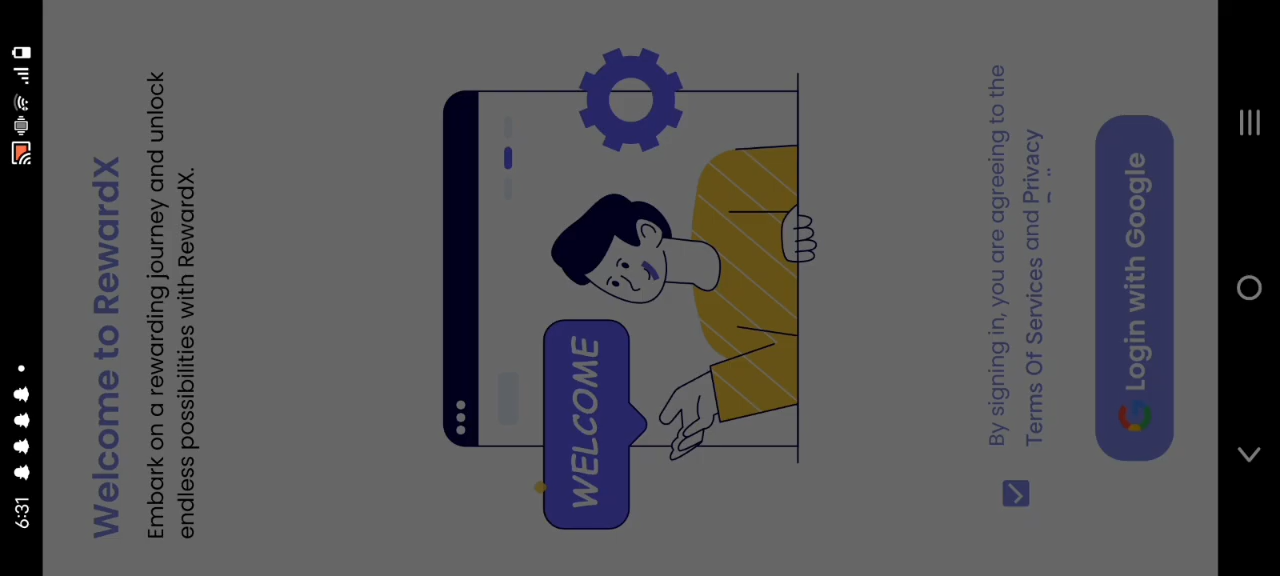 6:31
Welcome to RewardX
Embark on a rewarding journey and unlock
endless possibilities with RewardX.
WELCOME
By signing in, you are agreeing to the
Terms Of Services and Privacy
Login with Google